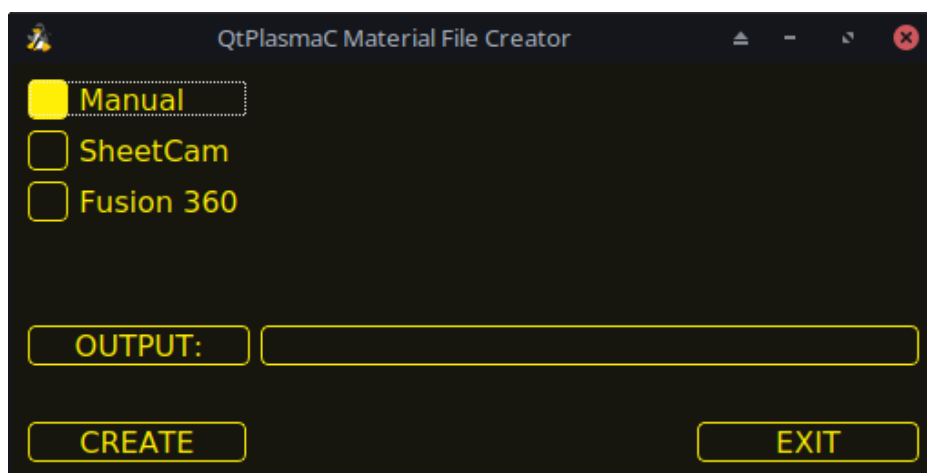 QtPlasmaC Material File Creator
Manual
SheetCam
Fusion 360
OUTPUT:
CREATE EXIT